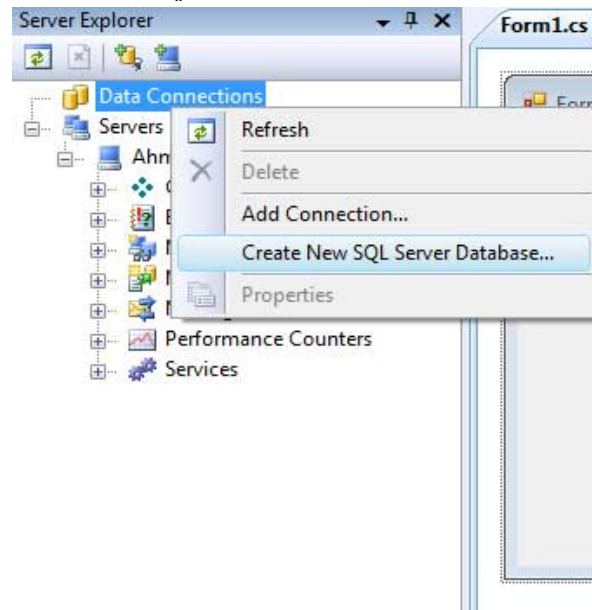 Server Explorer
Form1.cs
Data Connections
Servers
Refresh
Delete
Add Connection...
Create New SQL Server Database...
Properties
Performance Counters
Services